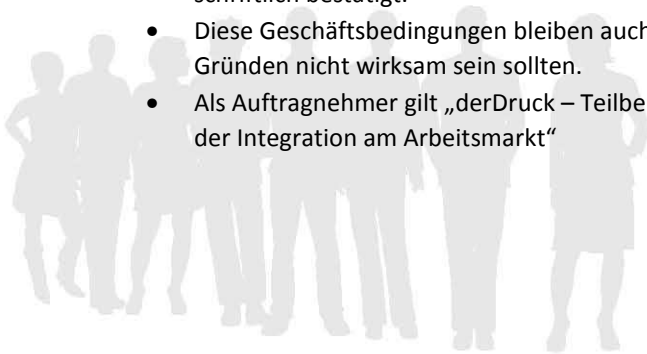 schriftlich bestätigt.
• Diese Geschäftsbedingungen bleiben auch
Gründen nicht wirksam sein sollten.
• Als Auftragnehmer gilt „derDruck – Teilbe
der Integration am Arbeitsmarkt“